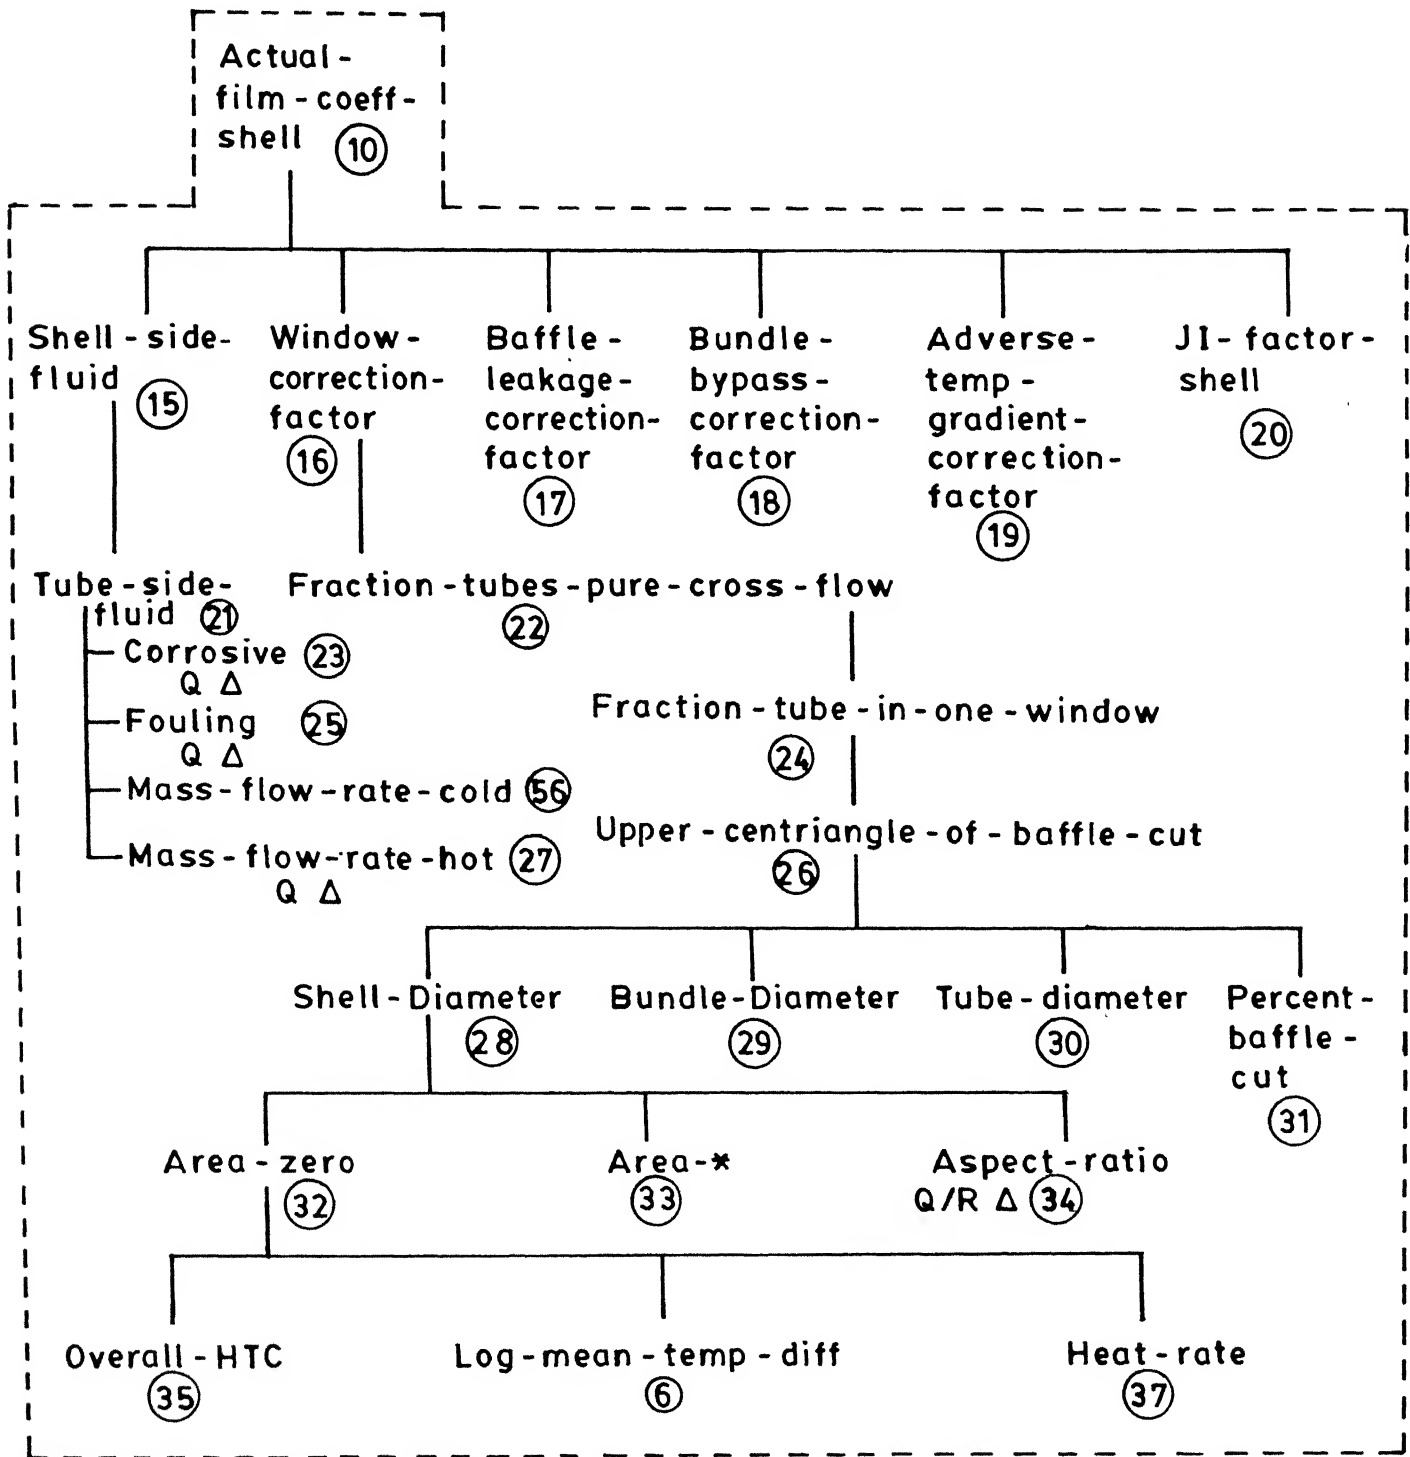 Actual-
film-coeff-
shell 10
Shell-side-
fluid 15
Window-
correction-
factor
16
Baffle-
leakage-
correction-
factor
17
Bundle-
bypass-
correction-
factor
18
Adverse-
temp-
gradient-
correction-
factor
19
JI-factor-
shell
20
Tube-side-
fluid 21
Corrosive 23
Q Δ
Fouling 25
Q Δ
Mass-flow-rate-cold 56
Mass-flow-rate-hot 27
Q Δ
Fraction-tubes-pure-cross-flow
22
Fraction-tube-in-one-window
24
Upper-centriangle-of-baffle-cut
26
Shell-Diameter
28
Bundle-Diameter
29
Tube-diameter
30
Percent-
baffle-
cut
31
Area-zero
32
Area-*
33
Aspect-ratio
Q/R Δ 34
Overall-HTC
35
Log-mean-temp-diff
6
Heat-rate
37